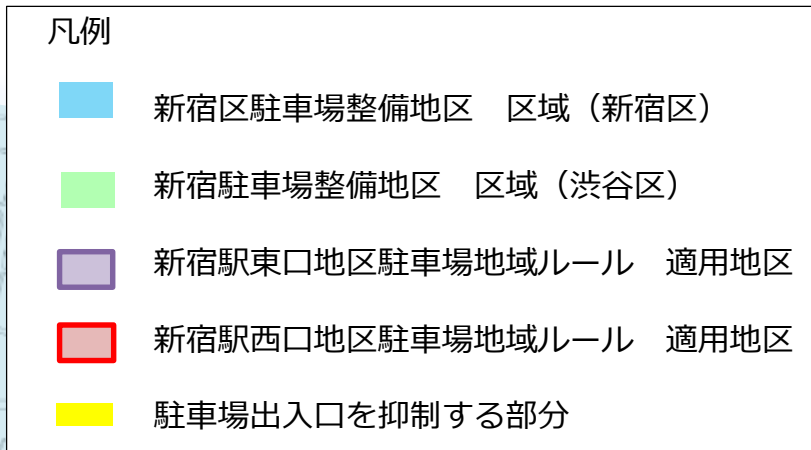 凡例
新宿区駐車場整備地区　区域（新宿区）
新宿駐車場整備地区　区域（渋谷区）
新宿駅東口地区駐車場地域ルール　適用地区
新宿駅西口地区駐車場地域ルール　適用地区
駐車場出入口を抑制する部分